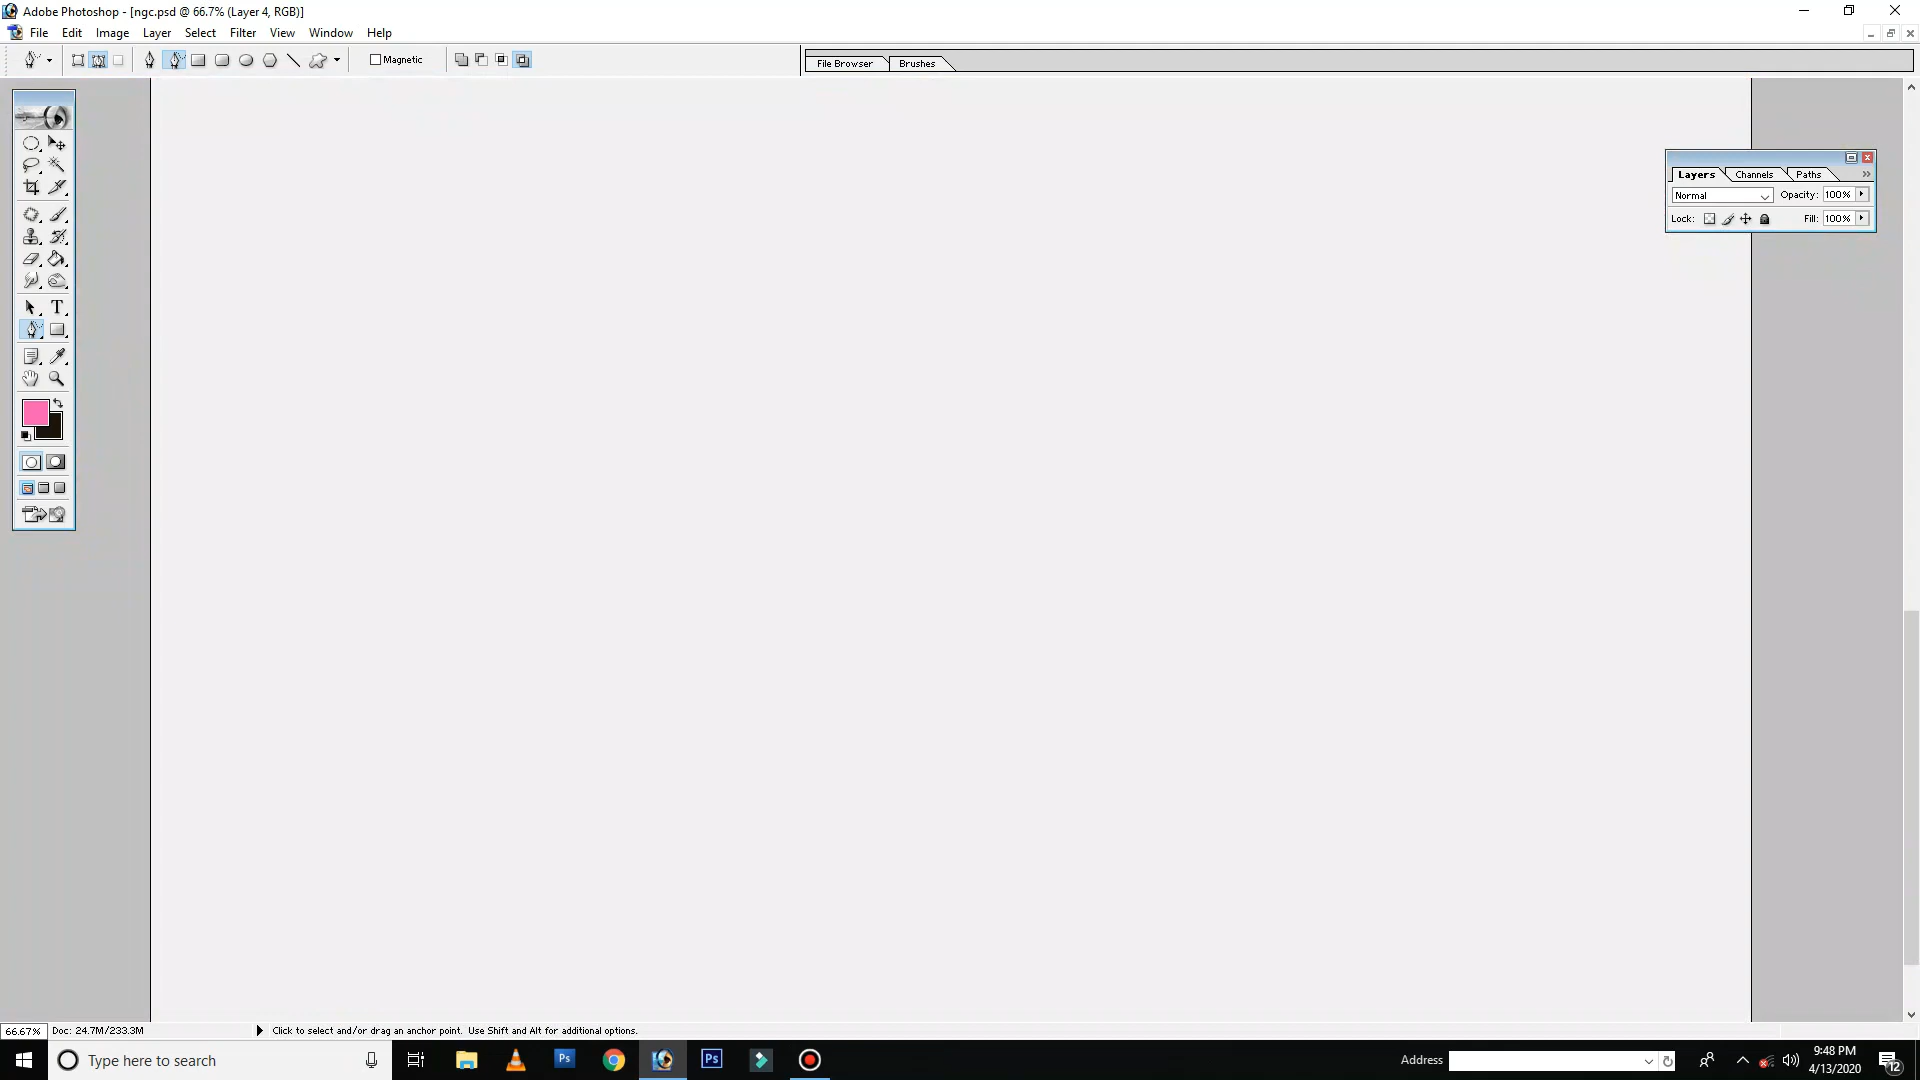 Adobe Photoshop - [ngc.psd @ 66.7% (Layer 4, RGB)]
File Edit Image Layer Select Filter View Window Help
Magnetic
File Browser Brushes
Layers Channels Paths
Normal Opacity: 100%
Lock: Fill: 100%
T
66.67% Doc: 24.7M/233.3M Click to select and/or drag an anchor point. Use Shift and Alt for additional options.
Type here to search Ps Ps Address 9:48 PM
4/13/2020 12